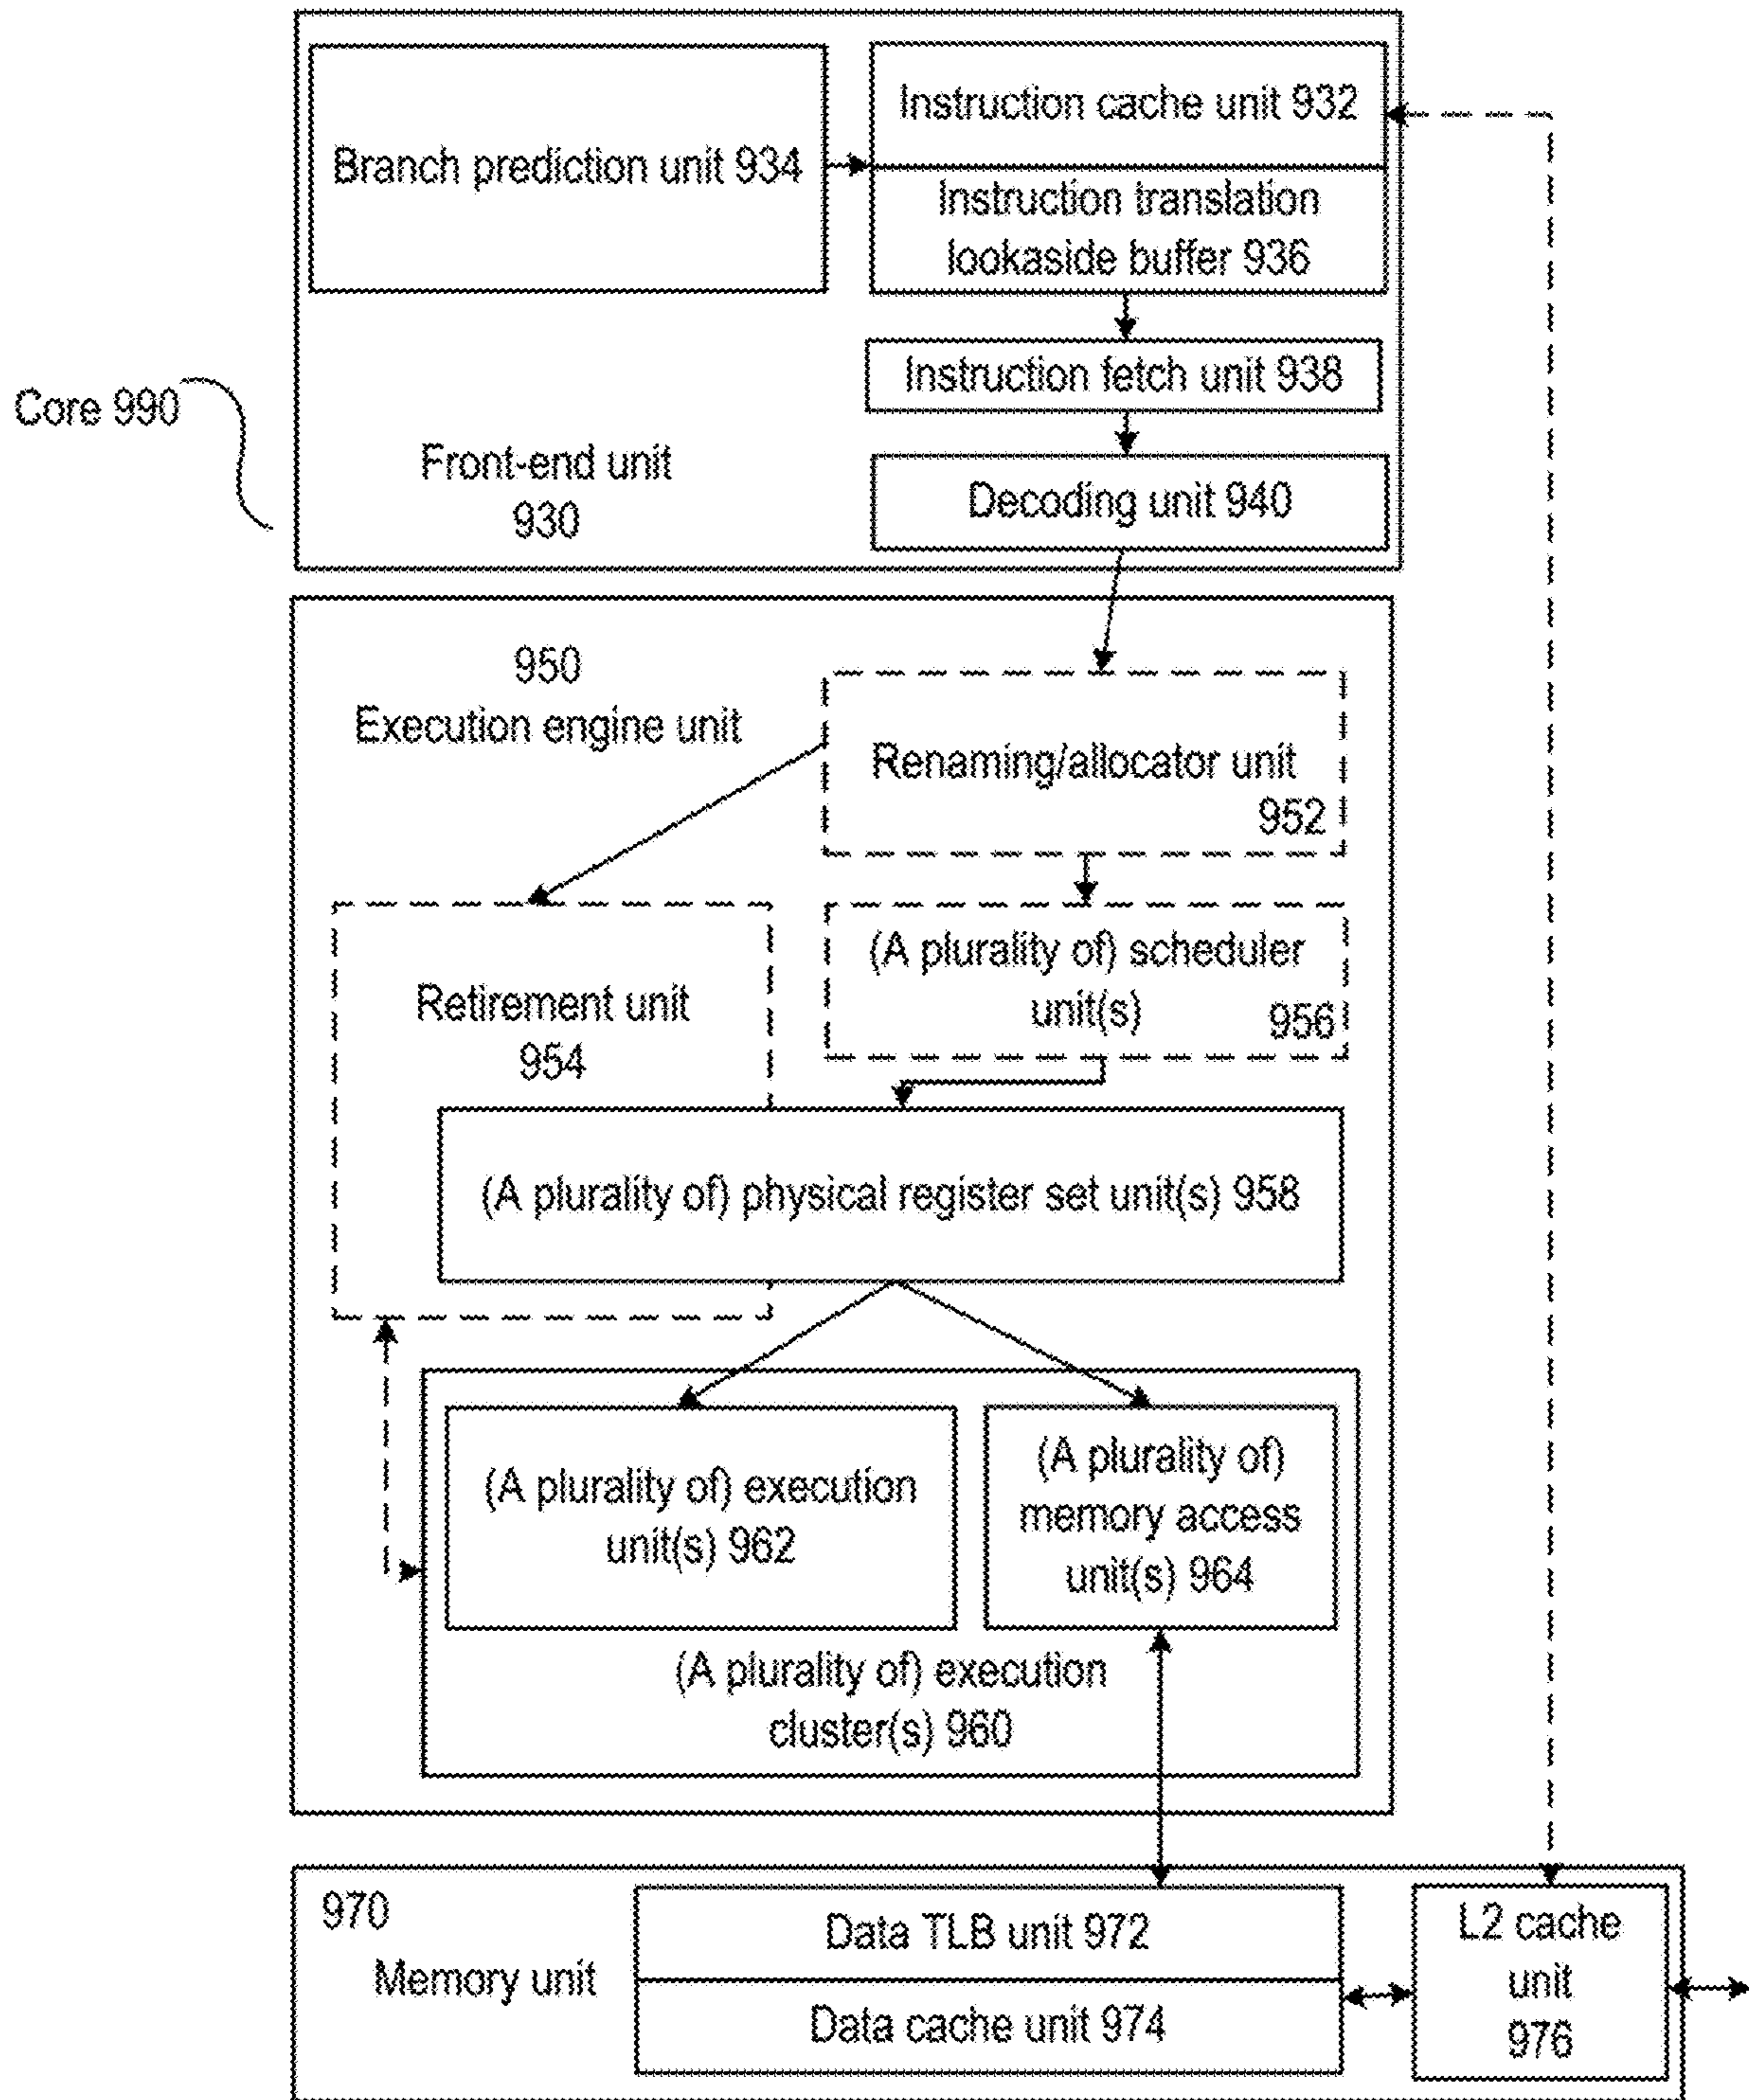 Branch prediction unit 934
Instruction cache unit 932
Instruction translation
lookaside buffer 936
Instruction fetch unit 938
Core 990
Front-end unit
930
Decoding unit 940
950
Execution engine unit
Renaming/allocator unit
952
(A plurality of) scheduler
unit(s)
956
Retirement unit
954
(A plurality of) physical register set unit(s) 958
(A plurality of) execution
unit(s) 962
(A plurality of)
memory access
unit(s) 964
(A plurality of) execution
cluster(s) 960
970
Memory unit
Data TLB unit 972
Data cache unit 974
L2 cache
unit
976